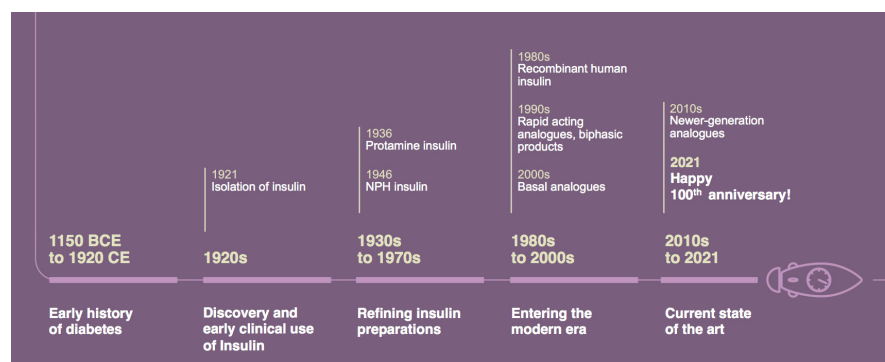 1980s
Recombinant human
insulin
1990s
Rapid acting
analogues, biphasic
products
2000s
Basal analogues
2010s
Newer-generation
analogues
2021
Happy
100th anniversary!
1936
Protamine insulin
1946
NPH insulin
1921
Isolation of insulin
1150 BCE
to 1920 CE
1920s
1930s
to 1970s
1980s
to 2000s
2010s
to 2021
Early history
of diabetes
Discovery and
early clinical use
of Insulin
Refining insulin
preparations
Entering the
modern era
Current state
of the art